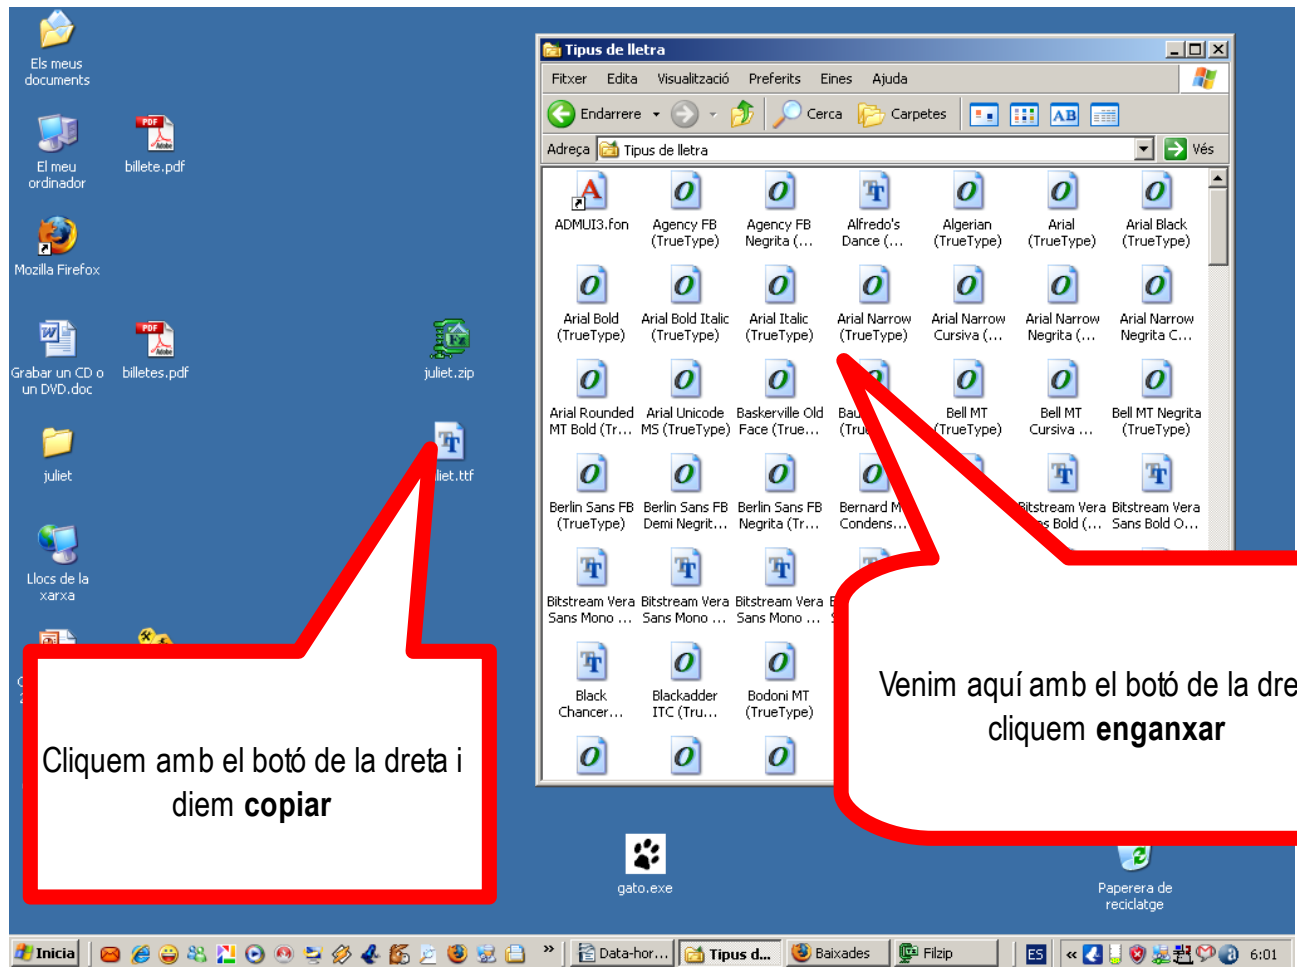 Els meus
documents
El meu
ordinador
billete.pdf
Mozilla Firefox
Grabar un CD o
un DVD.doc
billetes.pdf
juliet.zip
juliet
Llocs de la
xarxa
Tipus de lletra
Fitxer Edita Visualització Preferits Eines Ajuda
Endarrere Cerca Carpetes
Adreça Tipus de lletra Vés
ADMUI3.fon
Agency FB
(TrueType)
Agency FB
Negrita (...
Alfredo's
Dance (...
Algerian
(TrueType)
Arial
(TrueType)
Arial Black
(TrueType)
Arial Bold
(TrueType)
Arial Bold Italic
(TrueType)
Arial Italic
(TrueType)
Arial Narrow
(TrueType)
Arial Narrow
Cursiva (...
Arial Narrow
Negrita (...
Arial Narrow
Negrita C...
Arial Rounded
MT Bold (Tr...
Arial Unicode
MS (TrueType)
Baskerville Old
Face (True...
Bell MT
(TrueType)
Bell MT
Cursiva ...
Bell MT Negrita
(TrueType)
Berlin Sans FB
(TrueType)
Berlin Sans FB
Demi Negrit...
Berlin Sans FB
Negrita (Tr...
Bernard M
Condens...
Bitstream Vera
Bold (...
Bitstream Vera
Sans Bold O...
Bitstream Vera
Sans Mono ...
Bitstream Vera
Sans Mono ...
Bitstream Vera
Sans Mono ...
Black
Chancer...
Blackadder
ITC (Tru...
Bodoni MT
(TrueType)
Cliquem amb el botó de la dreta i
diem copiar
Venim aquí amb el botó de la dre
cliquem enganxar
gato.exe
Paperera de
reciclatge
Inicia
Data-hor...
Tipus d...
Baixades
Filzip
ES
6:01